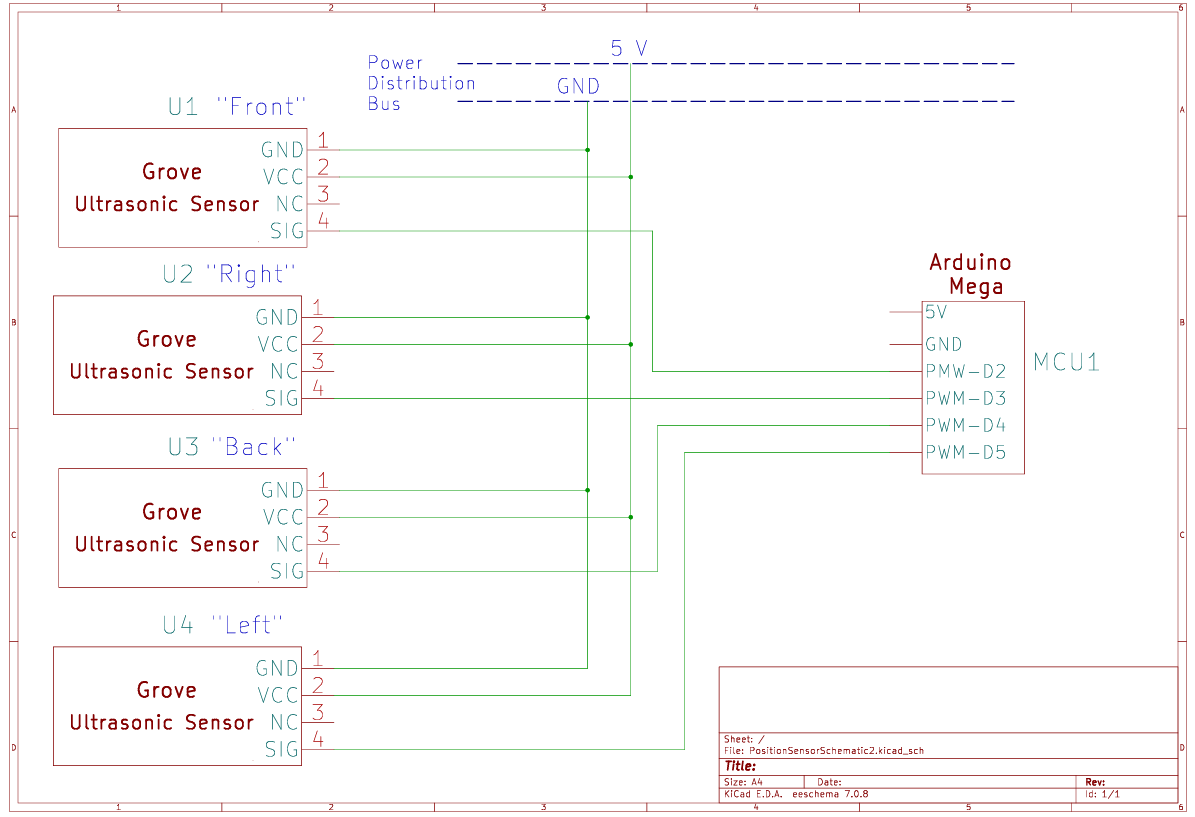 1 2 3 4 5 6
A
B
C
D
A
B
C
D
5 V
Power
Distribution
Bus
GND
U1 "Front"
Grove
Ultrasonic Sensor
GND 1
VCC 2
NC 3
SIG 4
U2 "Right"
Grove
Ultrasonic Sensor
GND 1
VCC 2
NC 3
SIG 4
U3 "Back"
Grove
Ultrasonic Sensor
GND 1
VCC 2
NC 3
SIG 4
U4 "Left"
Grove
Ultrasonic Sensor
GND 1
VCC 2
NC 3
SIG 4
Arduino
Mega
5V
GND
PMW-D2
PWM-D3
PWM-D4
PWM-D5
MCU1
Sheet: /
File: PositionSensorSchematic2.kicad_sch
Title:
Size: A4 Date: Rev:
KiCad E.D.A. eeschema 7.0.8 Id: 1/1
1 2 3 4 5 6